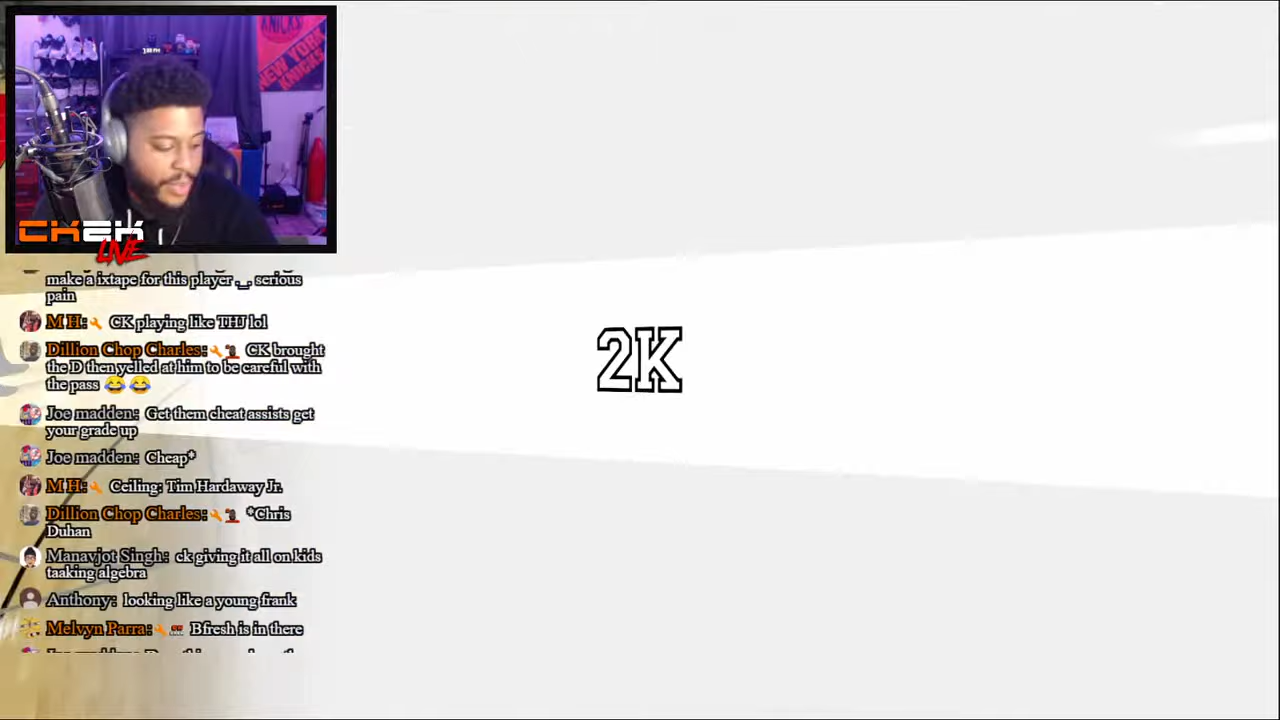 KNICKS
NEW YORK
KNICKS
CK2K
LIVE
make a ixtape for this player ._. serious
pain
M H: CK playing like THJ lol
Dillion Chop Charles: CK brought
the D then yelled at him to be careful with
the pass 😂 😂
Joe madden: Get them cheat assists get
your grade up
Joe madden: Cheap*
M H: Ceiling: Tim Hardaway Jr.
Dillion Chop Charles: *Chris
Duhan
Manavjot Singh: ck giving it all on kids
taaking algebra
Anthony: looking like a young frank
Melvyn Parra: Bfresh is in there
2K